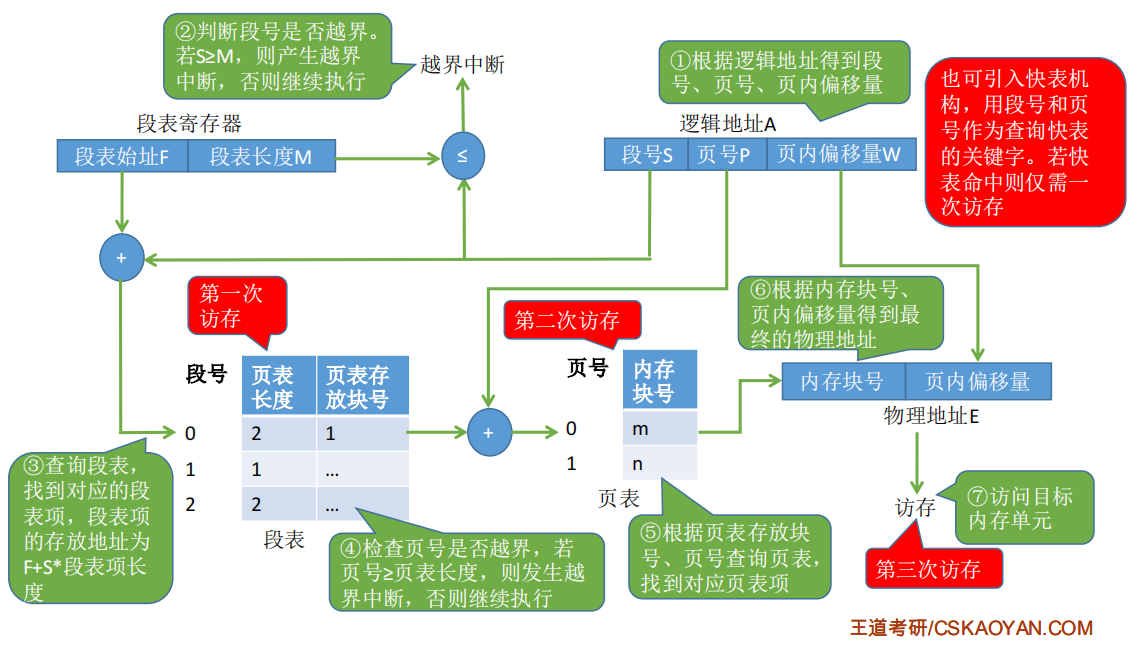 ②判断段号是否越界。
若S≥M，则产生越界
中断，否则继续执行
越界中断
①根据逻辑地址得到段
号、页号、页内偏移量
也可引入快表机
构，用段号和页
号作为查询快表
的关键字。若快
表命中则仅需一
次访存
段表寄存器
段表始址F 段表长度M
≤
逻辑地址A
段号S 页号P 页内偏移量W
+
第一次
访存
第二次访存
⑥根据内存块号、
页内偏移量得到最
终的物理地址
段号 页表
长度 页表存
放块号
0 2 1
1 1 ...
2 2 ...
段表
+
页号 内存
块号
0 m
1 n
页表
内存块号 页内偏移量
物理地址E
③查询段表，
找到对应的段
表项，段表项
的存放地址为
F+S*段表项长
度
④检查页号是否越界，若
页号≥页表长度，则发生越
界中断，否则继续执行
⑤根据页表存放块
号、页号查询页表，
找到对应页表项
访存
⑦访问目标
内存单元
第三次访存
王道考研/CSKAOYAN.COM